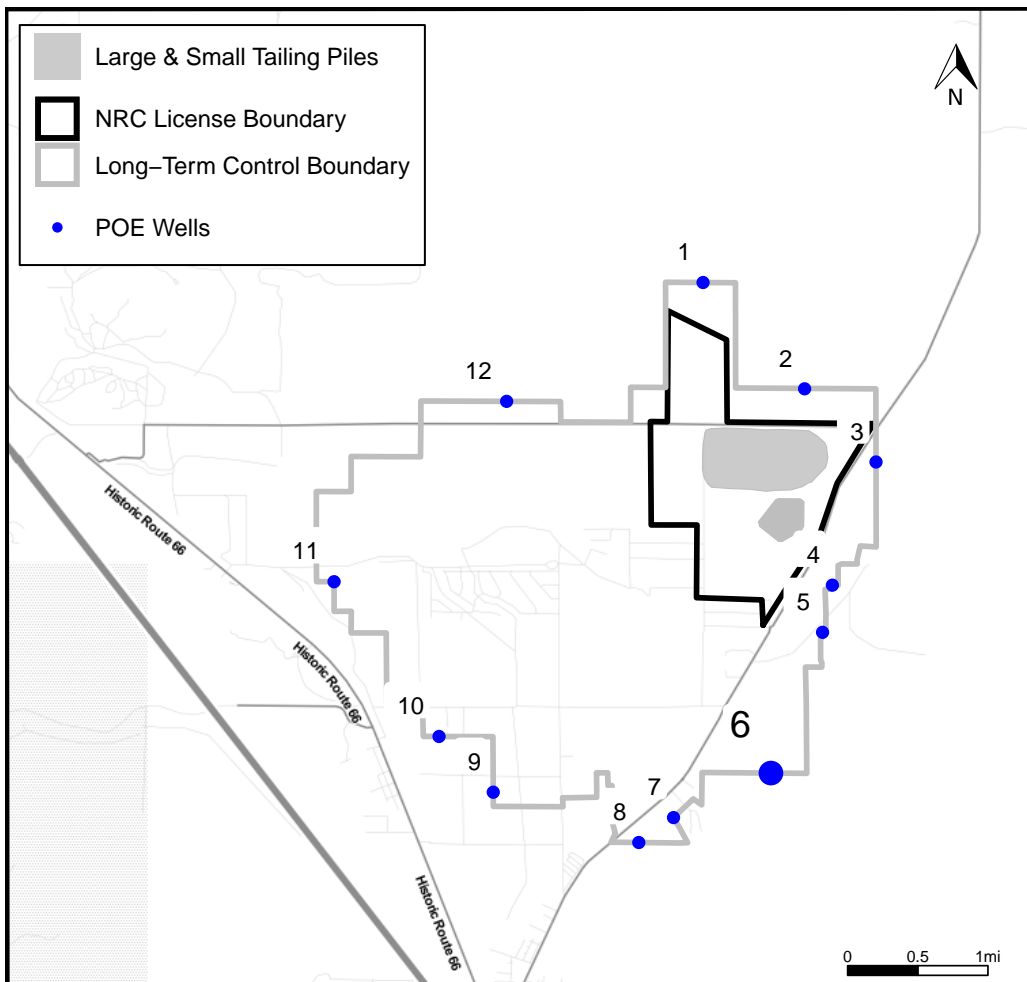 Large & Small Tailing Piles
NRC License Boundary
Long−Term Control Boundary
POE Wells
N
1
2
12
3
Historic Route 66
11
4
5
Historic Route 66
10
6
9
7
8
Historic Route 66
0 0.5 1mi